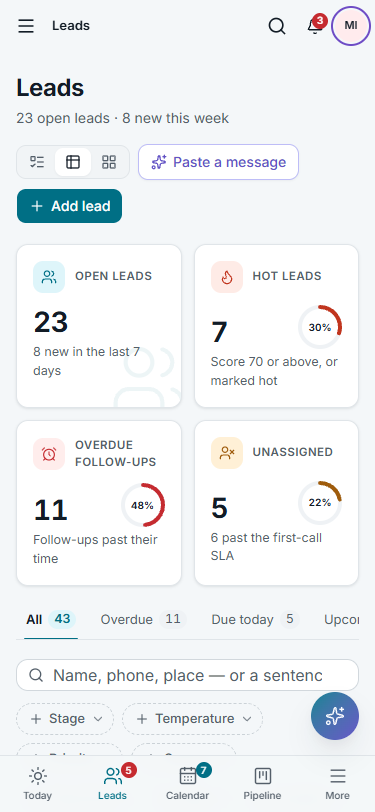 Leads
3
MI
Leads
23 open leads · 8 new this week
Paste a message
Add lead
OPEN LEADS
23
8 new in the last 7
days
HOT LEADS
7
30%
Score 70 or above, or
marked hot
OVERDUE
FOLLOW-UPS
11
48%
Follow-ups past their
time
UNASSIGNED
5
22%
6 past the first-call
SLA
All 43 Overdue 11 Due today 5
Name, phone, place — or a sentenc
Stage Temperature
5
7
Today Leads Calendar Pipeline More